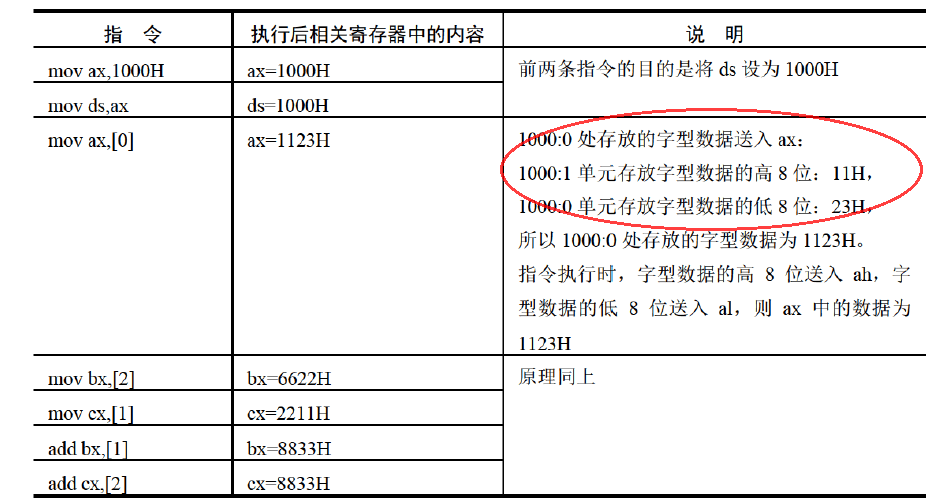 指 令 执行后相关寄存器中的内容 说 明
mov ax,1000H ax=1000H 前两条指令的目的是将 ds 设为 1000H
mov ds,ax ds=1000H
mov ax,[0] ax=1123H 1000:0 处存放的字型数据送入 ax:
1000:1 单元存放字型数据的高 8 位：11H，
1000:0 单元存放字型数据的低 8 位：23H，
所以 1000:0 处存放的字型数据为 1123H。
指令执行时，字型数据的高 8 位送入 ah，字
型数据的低 8 位送入 al，则 ax 中的数据为
1123H
mov bx,[2] bx=6622H 原理同上
mov cx,[1] cx=2211H
add bx,[1] bx=8833H
add cx,[2] cx=8833H